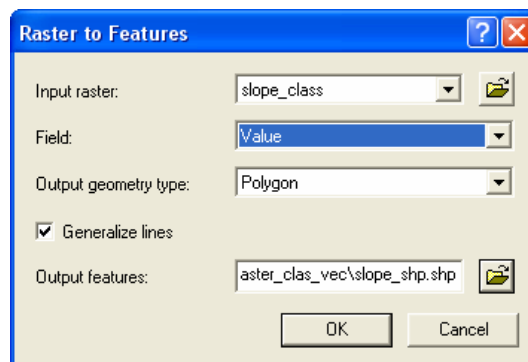 Raster to Features
Input raster: slope_class
Field: Value
Output geometry type: Polygon
Generalize lines
Output features: aster_clas_vec\slope_shp.shp
OK Cancel